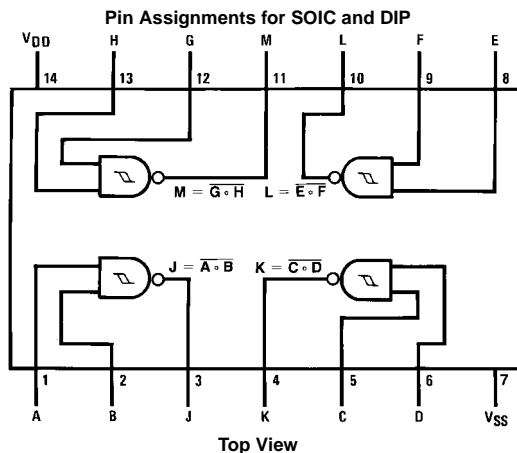 Pin Assignments for SOIC and DIP
VDD H G M L F E
14 13 12 11 10 9 8
M = G∘H L = E∘F
J = A∘B K = C∘D
1 2 3 4 5 6 7
A B J K C D VSS
Top View